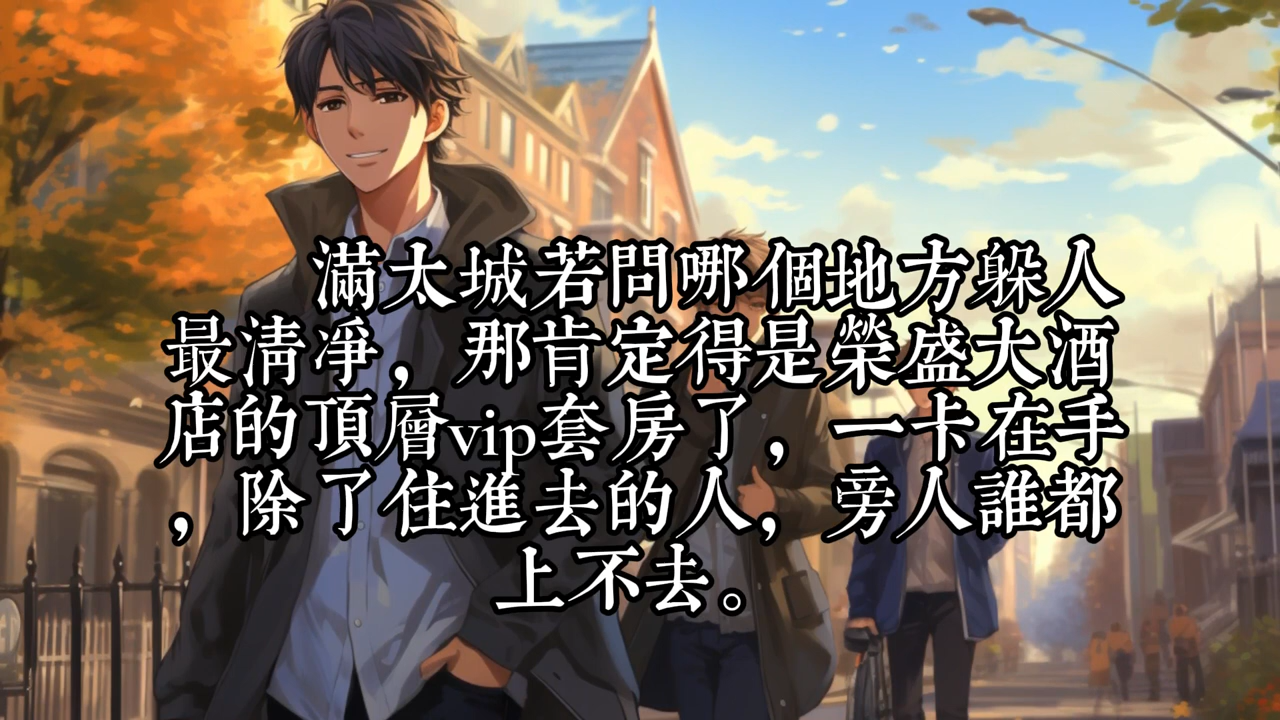 滿太城若問哪個地方躲人
最清淨，那肯定得是榮盛大酒
店的頂層vip套房了，一卡在手
，除了住進去的人，旁人誰都
上不去。